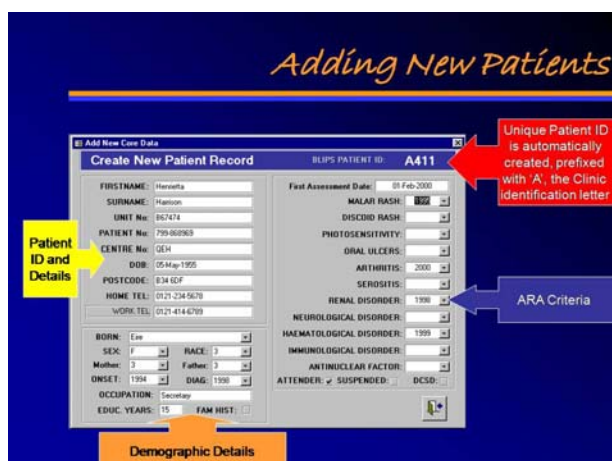 Adding New Patients
Add New Core Data
Create New Patient Record
BLIPS PATIENT ID: A411
Unique Patient ID
is automatically
created, prefixed
with 'A', the Clinic
identification letter
Patient
ID and
Details
FIRSTNAME: Henrietta
SURNAME: Harrison
UNIT No: B67474
PATIENT No: 799-868969
CENTRE No: QEH
DOB: 05-May-1955
POSTCODE: B34 6DF
HOME TEL: 0121-234-5678
WORK TEL 0121-414-6789
BORN: Eire
SEX: F RACE: 3
Mother: 3 Father: 3
ONSET: 1994 DIAG: 1998
OCCUPATION: Secretary
EDUC. YEARS: 15 FAM HIST:
First Assessment Date: 01-Feb-2000
MALAR RASH: 1995
DISCOID RASH:
PHOTOSENSITIVITY:
ORAL ULCERS:
ARTHRITIS: 2000
SEROSITIS:
RENAL DISORDER: 1998
NEUROLOGICAL DISORDER:
HAEMATOLOGICAL DISORDER: 1999
IMMUNOLOGICAL DISORDER:
ANTINUCLEAR FACTOR:
ATTENDER: SUSPENDED: DCSD:
ARA Criteria
Demographic Details